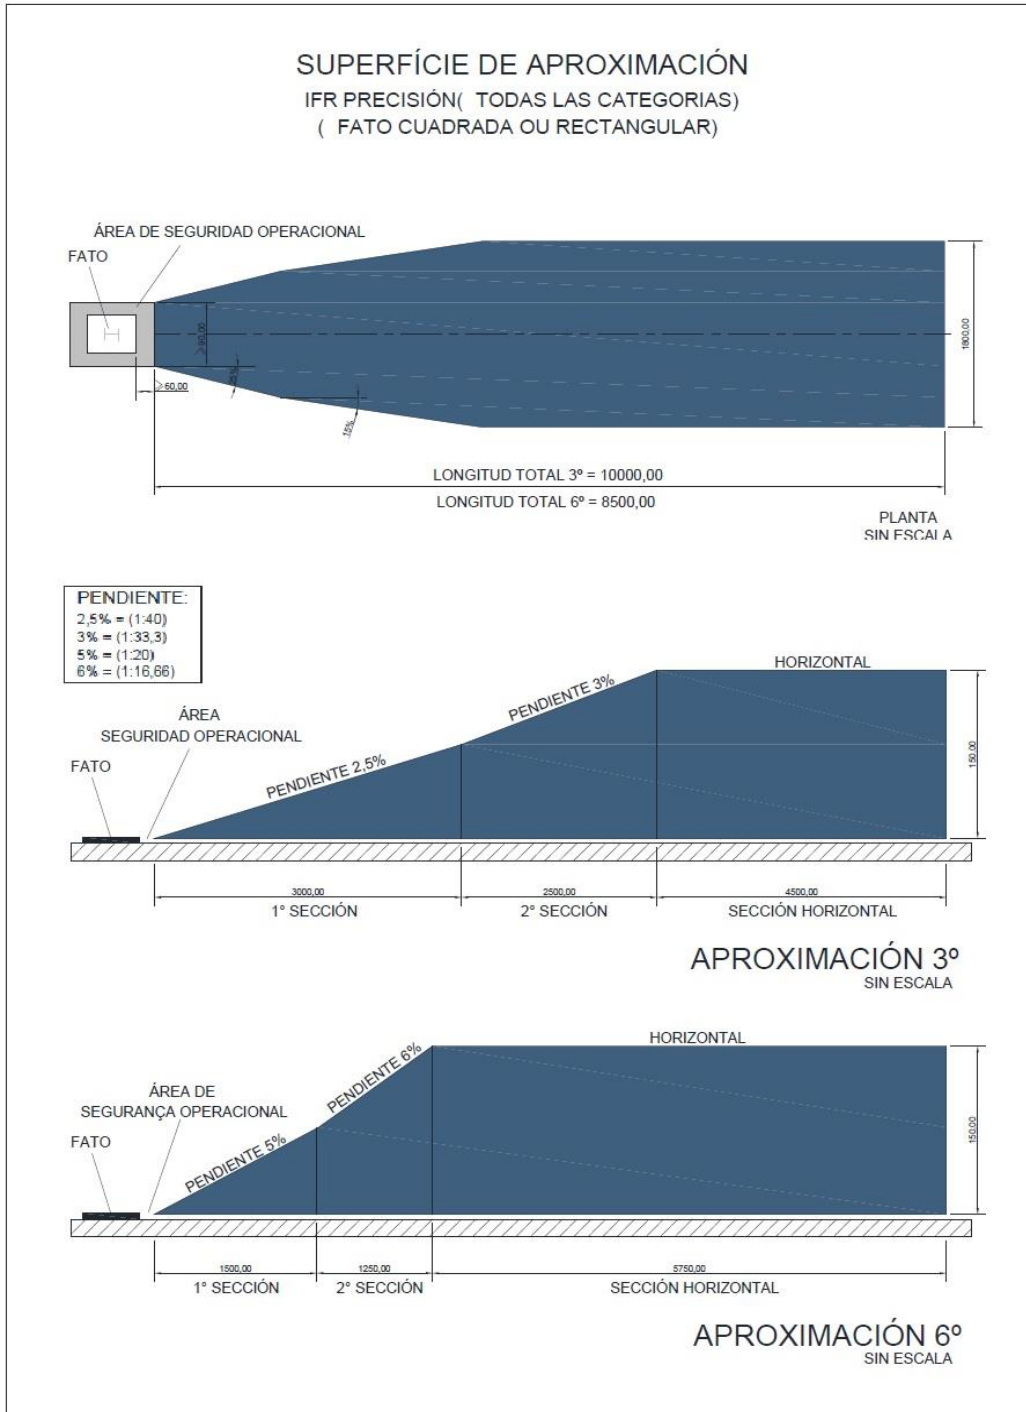 SUPERFÍCIE DE APROXIMACIÓN
IFR PRECISIÓN( TODAS LAS CATEGORIAS)
( FATO CUADRADA OU RECTANGULAR)
ÁREA DE SEGURIDAD OPERACIONAL
FATO
≥90,00
25%
≥60,00
15%
1800,00
LONGITUD TOTAL 3º = 10000,00
LONGITUD TOTAL 6º = 8500,00
PLANTA
SIN ESCALA
PENDIENTE:
2,5% = (1:40)
3% = (1:33,3)
5% = (1:20)
6% = (1:16,66)
HORIZONTAL
PENDIENTE 3%
ÁREA
SEGURIDAD OPERACIONAL
PENDIENTE 2,5%
FATO
150,00
3000,00
2500,00
4500,00
1° SECCIÓN
2° SECCIÓN
SECCIÓN HORIZONTAL
APROXIMACIÓN 3º
SIN ESCALA
HORIZONTAL
PENDIENTE 6%
ÁREA DE
SEGURANÇA OPERACIONAL
PENDIENTE 5%
FATO
150,00
1500,00
1250,00
5750,00
1° SECCIÓN
2° SECCIÓN
SECCIÓN HORIZONTAL
APROXIMACIÓN 6º
SIN ESCALA